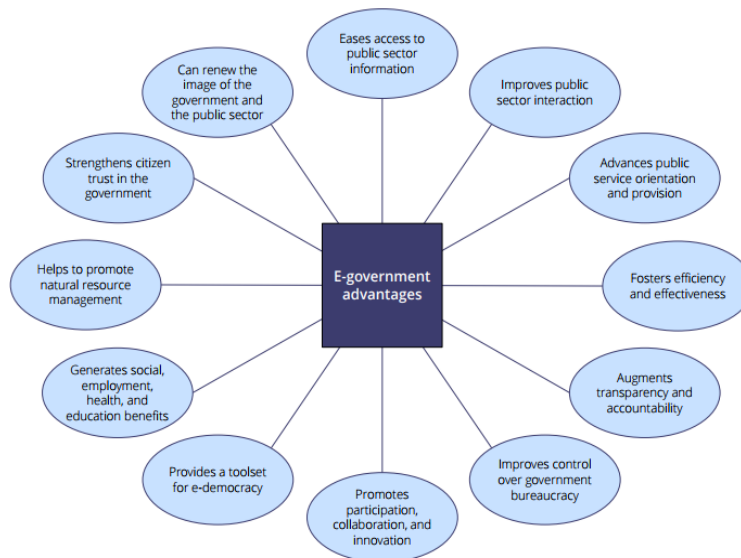 Eases access to
public sector
information
Improves public
sector interaction
Advances public
service orientation
and provision
Fosters efficiency
and effectiveness
Augments
transparency and
accountability
Improves control
over government
bureaucracy
Promotes
participation,
collaboration, and
innovation
Provides a toolset
for e-democracy
Generates social,
employment,
health, and
education benefits
Helps to promote
natural resource
management
Strengthens citizen
trust in the
government
Can renew the
image of the
government and
the public sector
E-government
advantages